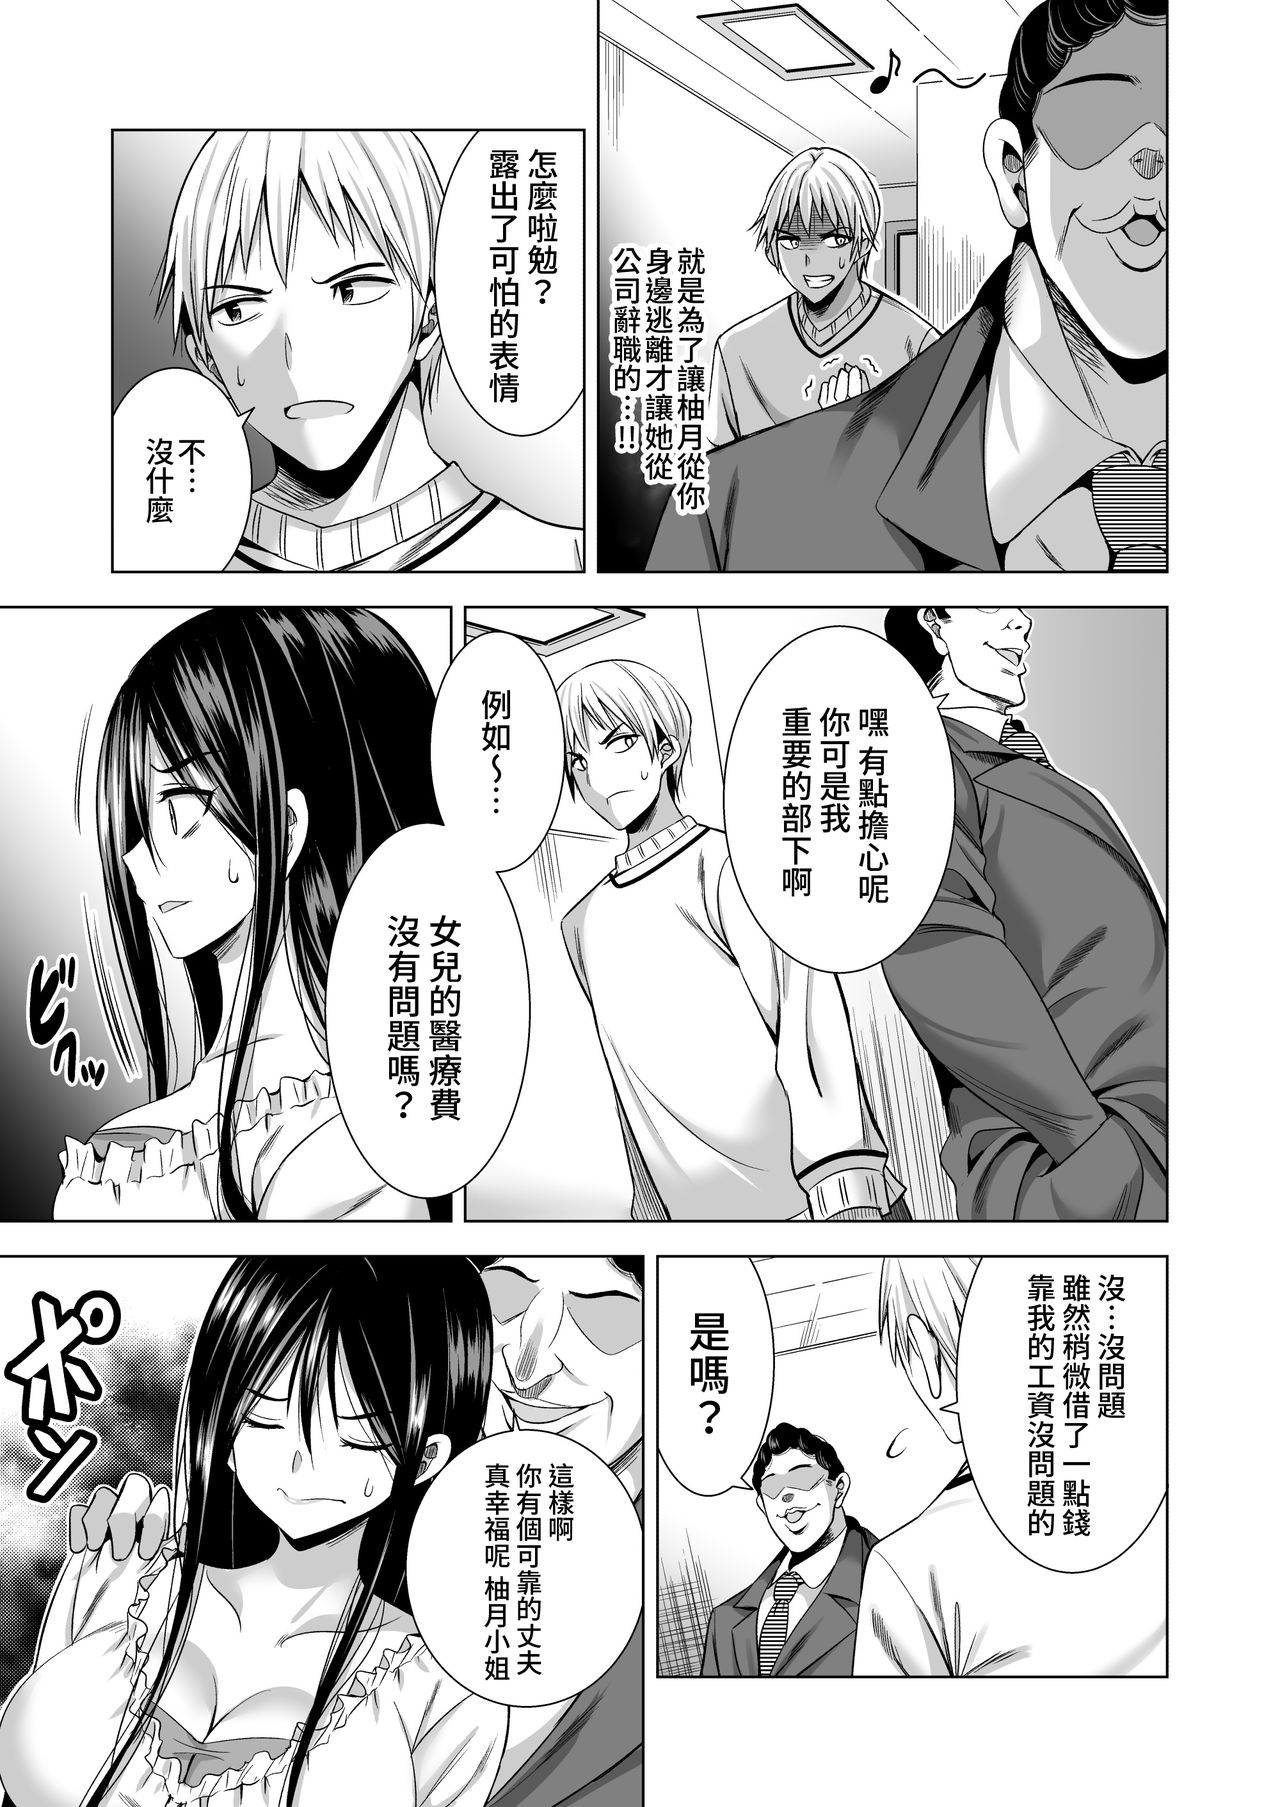 就是為了讓柚月從你
身邊逃離才讓她從
公司辭職的…!!
怎麼啦勉？
露出了可怕的表情
不…
沒什麼
嘿 有點擔心呢
你可是我
重要的部下啊
例如～…
女兒的醫療費
沒有問題嗎？
ビクッ
沒…沒問題
雖然稍微借了一點錢
靠我的工資沒問題的
是嗎？
這樣啊
你有個可靠的丈夫
真幸福呢 柚月小姐
ポン